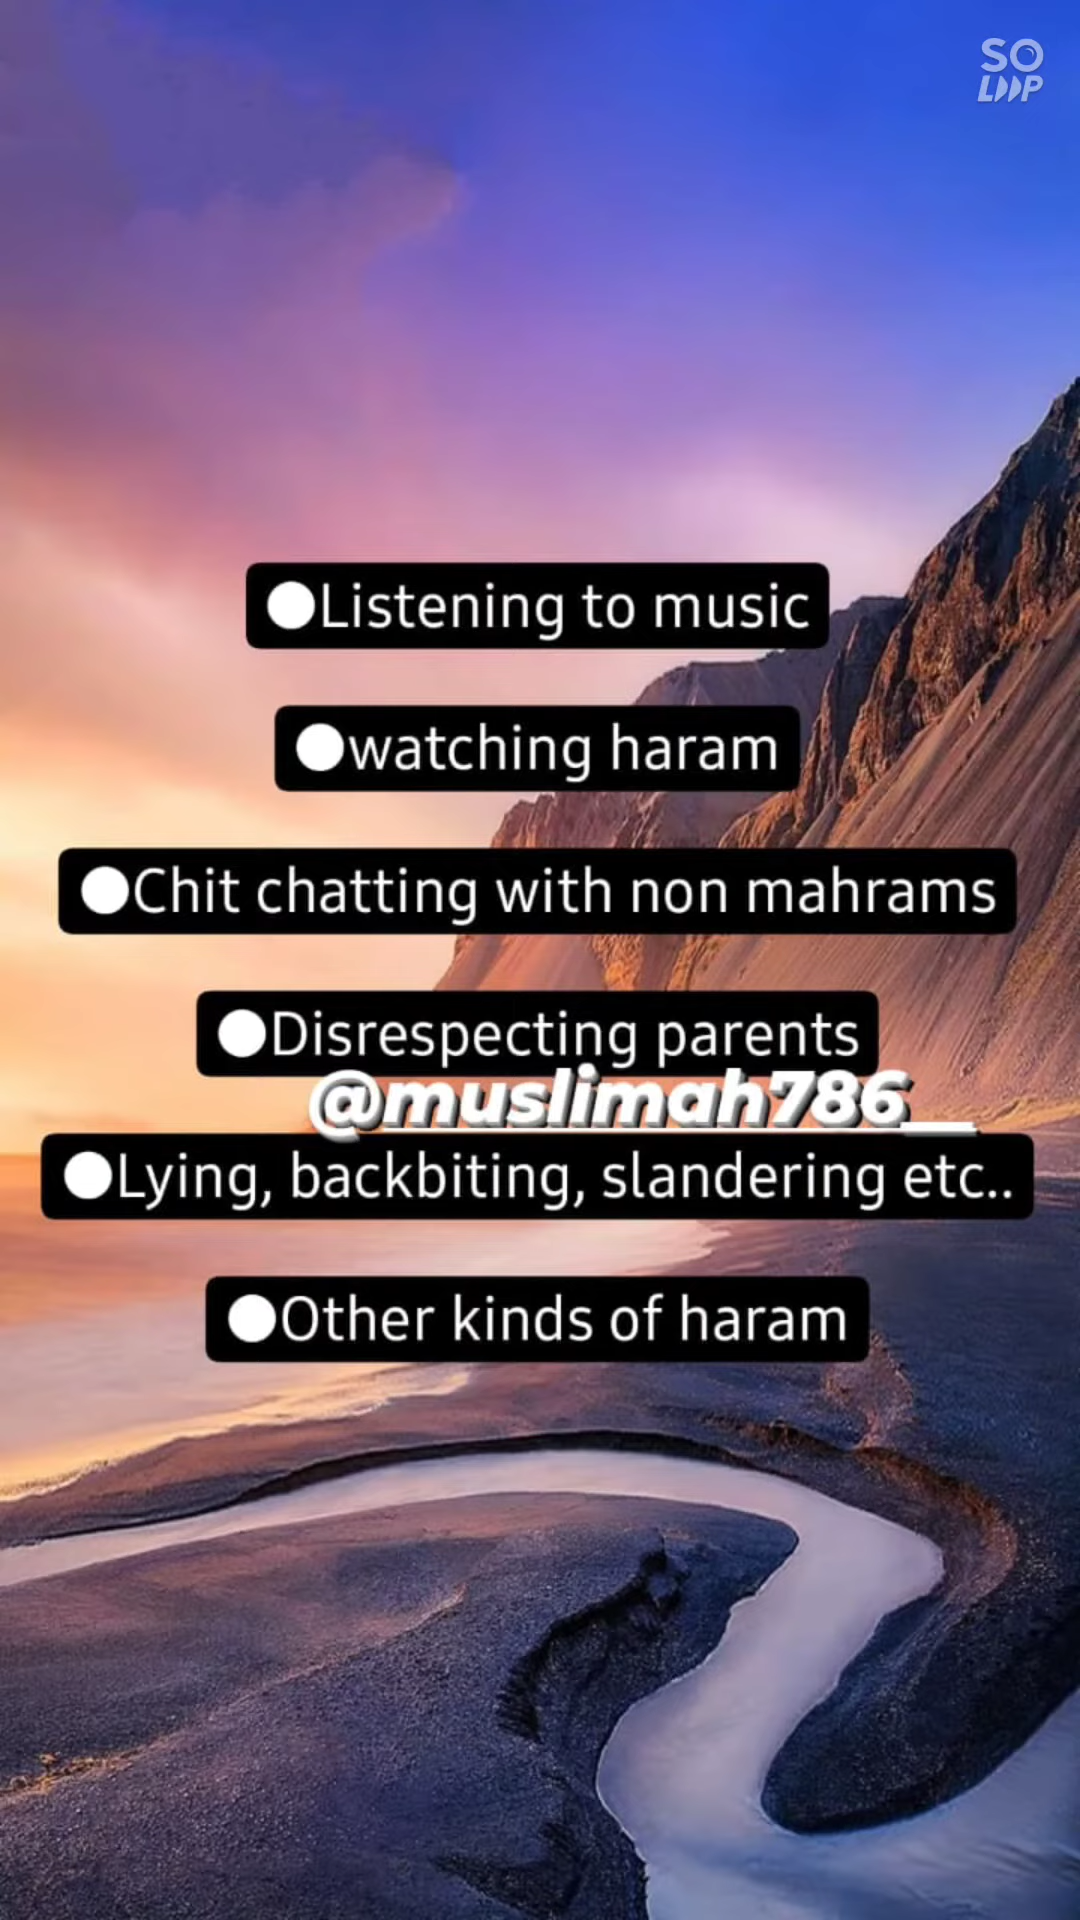 SO
LOOP
●Listening to music
●watching haram
●Chit chatting with non mahrams
●Disrespecting parents
@muslimah786__
●Lying, backbiting, slandering etc..
●Other kinds of haram